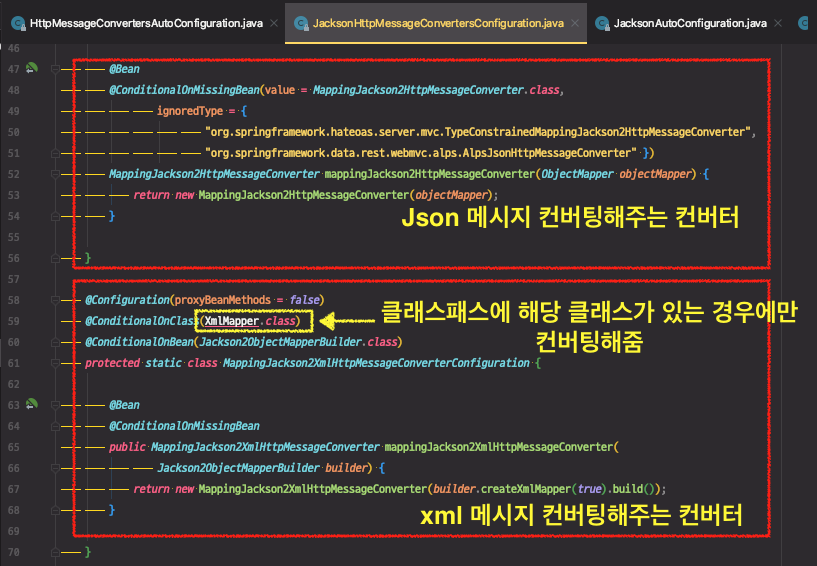 HttpMessageConvertersAutoConfiguration.java × JacksonHttpMessageConvertersConfiguration.java × JacksonAutoConfiguration.java ×
46
47 @Bean
48 @ConditionalOnMissingBean(value = MappingJackson2HttpMessageConverter.class,
49 ignoredType = {
50 "org.springframework.hateoas.server.mvc.TypeConstrainedMappingJackson2HttpMessageConverter",
51 "org.springframework.data.rest.webmvc.alps.AlpsJsonHttpMessageConverter" })
52 MappingJackson2HttpMessageConverter mappingJackson2HttpMessageConverter(ObjectMapper objectMapper) {
53 return new MappingJackson2HttpMessageConverter(objectMapper);
54 }
Json 메시지 컨버팅해주는 컨버터
55
56 }
57
58 @Configuration(proxyBeanMethods = false)
59 @ConditionalOnClass(XmlMapper.class)
클래스패스에 해당 클래스가 있는 경우에만
컨버팅해줌
60 @ConditionalOnBean(Jackson2ObjectMapperBuilder.class)
61 protected static class MappingJackson2XmlHttpMessageConverterConfiguration {
62
63 @Bean
64 @ConditionalOnMissingBean
65 public MappingJackson2XmlHttpMessageConverter mappingJackson2XmlHttpMessageConverter(
66 Jackson2ObjectMapperBuilder builder) {
67 return new MappingJackson2XmlHttpMessageConverter(builder.createXmlMapper(true).build());
68 }
xml 메시지 컨버팅해주는 컨버터
69
70 }